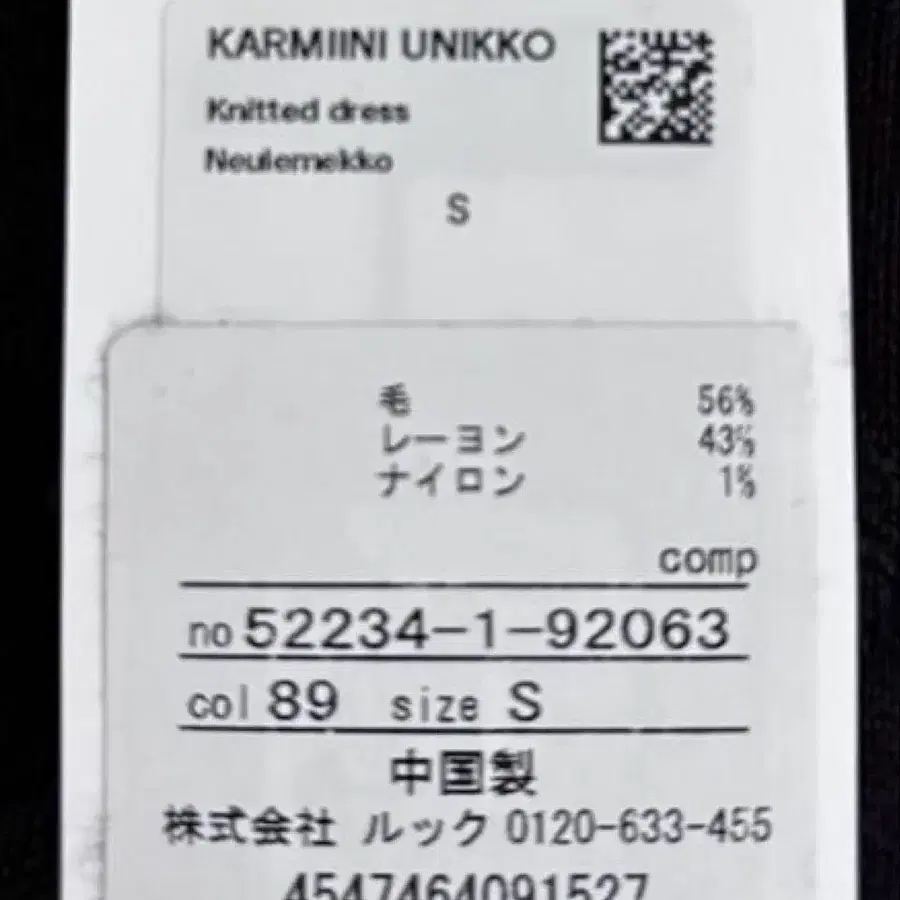 KARMIINI UNIKKO
Knitted dress
Neulemekko
S
毛 56%
レーヨン 43%
ナイロン 1%
comp
no 52234-1-92063
col 89 size S
中国製
株式会社 ルック 0120-633-455
4547464091527